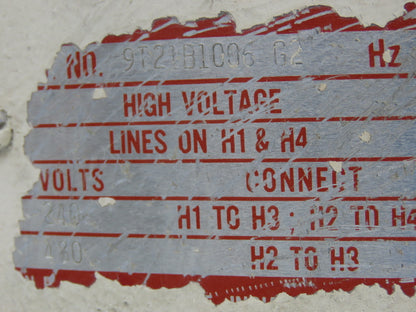 No. 9T21B1006 G2 Hz
HIGH VOLTAGE
LINES ON H1 & H4
VOLTS CONNECT
240 H1 TO H3 ; H2 TO H4
480 H2 TO H3